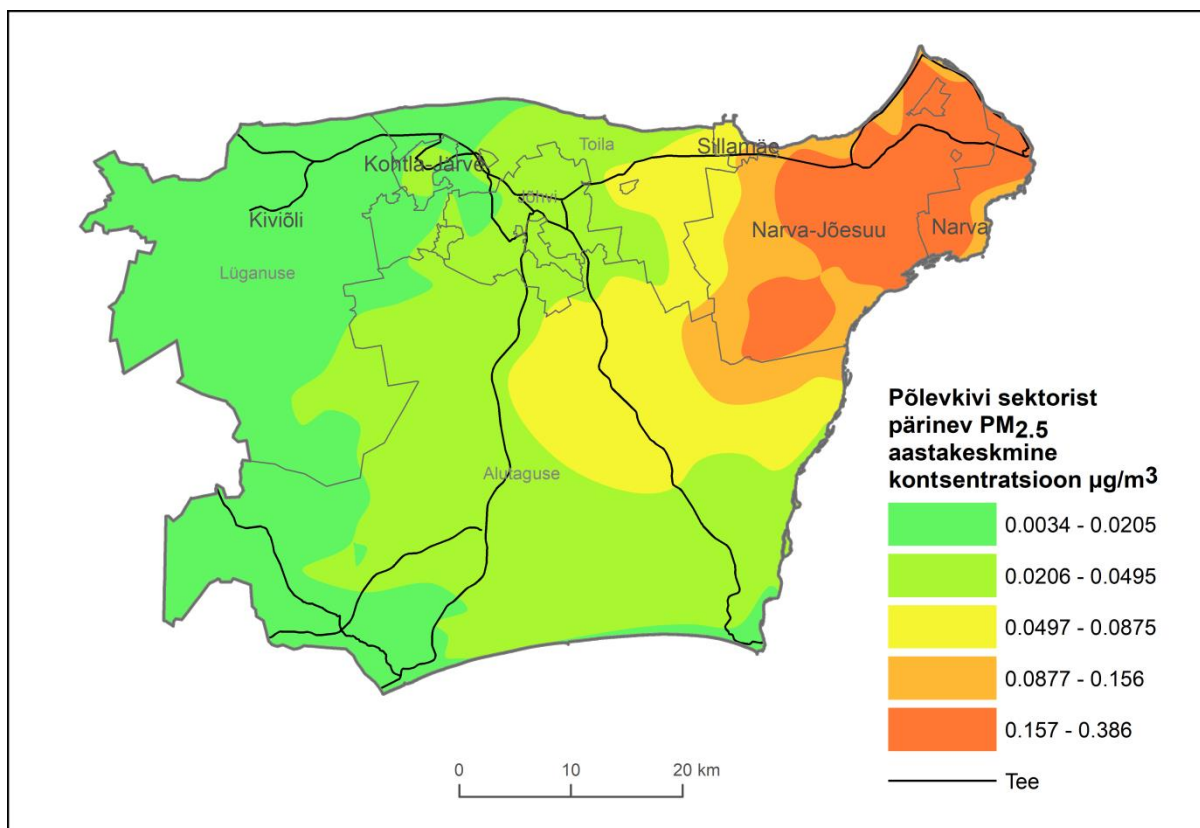 Toila
Sillamäe
Kohtla-Järve
Jõhvi
Kiviõli
Narva-Jõesuu
Narva
Lüganuse
Alutaguse
Põlevkivi sektorist
pärinev PM2.5
aastakeskmine
kontsentratsioon µg/m3
0.0034 - 0.0205
0.0206 - 0.0495
0.0497 - 0.0875
0.0877 - 0.156
0.157 - 0.386
Tee
0 10 20 km